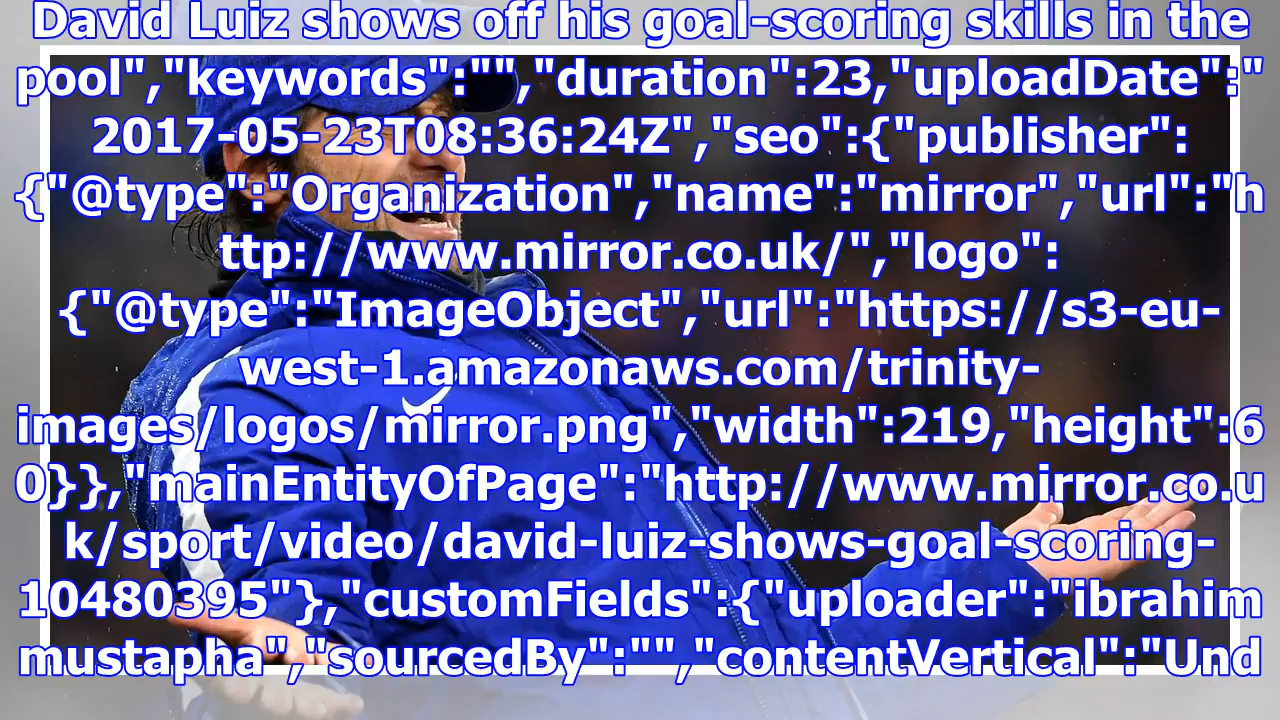 David Luiz shows off his goal-scoring skills in the
pool","keywords":"","duration":23,"uploadDate":"
2017-05-23T08:36:24Z","seo":{"publisher":
{"@type":"Organization","name":"mirror","url":"h
ttp://www.mirror.co.uk/","logo":
{"@type":"ImageObject","url":"https://s3-eu-
west-1.amazonaws.com/trinity-
images/logos/mirror.png","width":219,"height":6
0}},"mainEntityOfPage":"http://www.mirror.co.u
k/sport/video/david-luiz-shows-goal-scoring-
10480395"},"customFields":{"uploader":"ibrahim
mustapha","sourcedBy":"","contentVertical":"Und